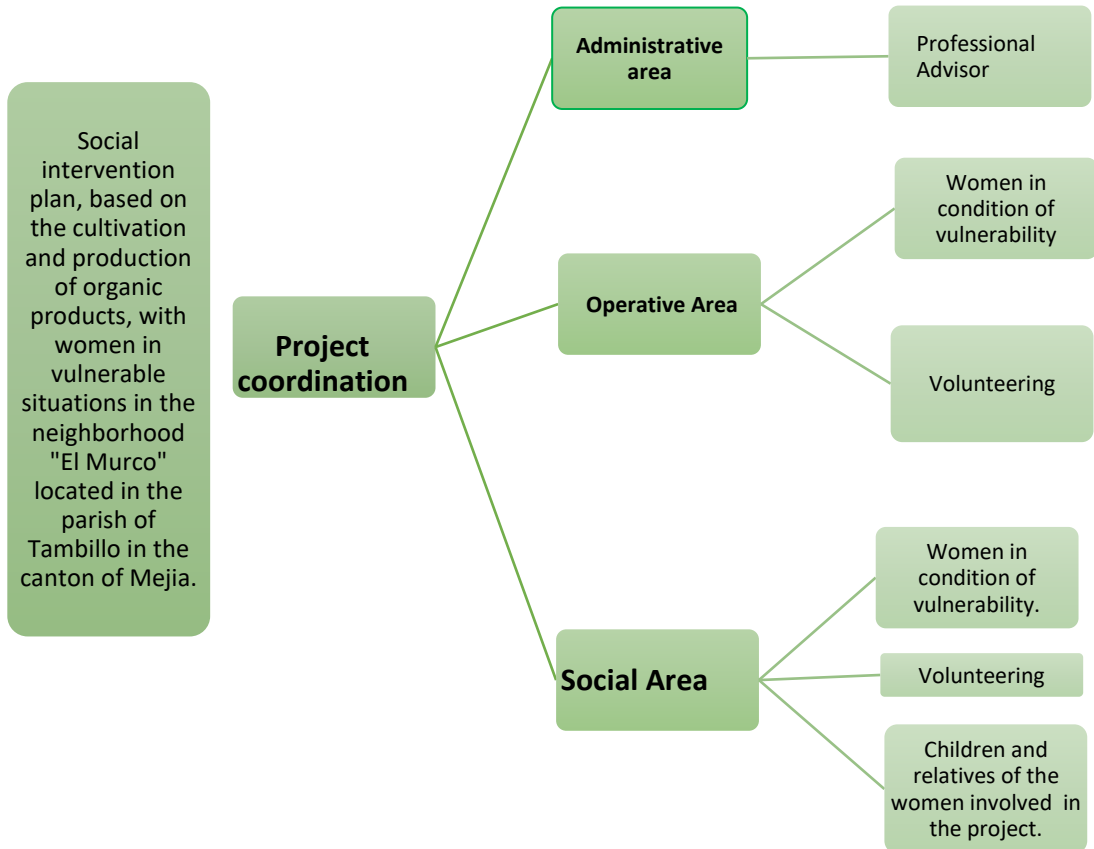 Social
intervention
plan, based on
the cultivation
and production
of organic
products, with
women in
vulnerable
situations in the
neighborhood
"El Murco"
located in the
parish of
Tambillo in the
canton of Mejia.
Project
coordination
Administrative
area
Professional
Advisor
Operative Area
Women in
condition of
vulnerability
Volunteering
Social Area
Women in
condition of
vulnerability.
Volunteering
Children and
relatives of the
women involved in
the project.